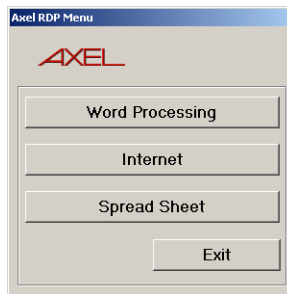 Axel RDP Menu
AXEL
Word Processing
Internet
Spread Sheet
Exit